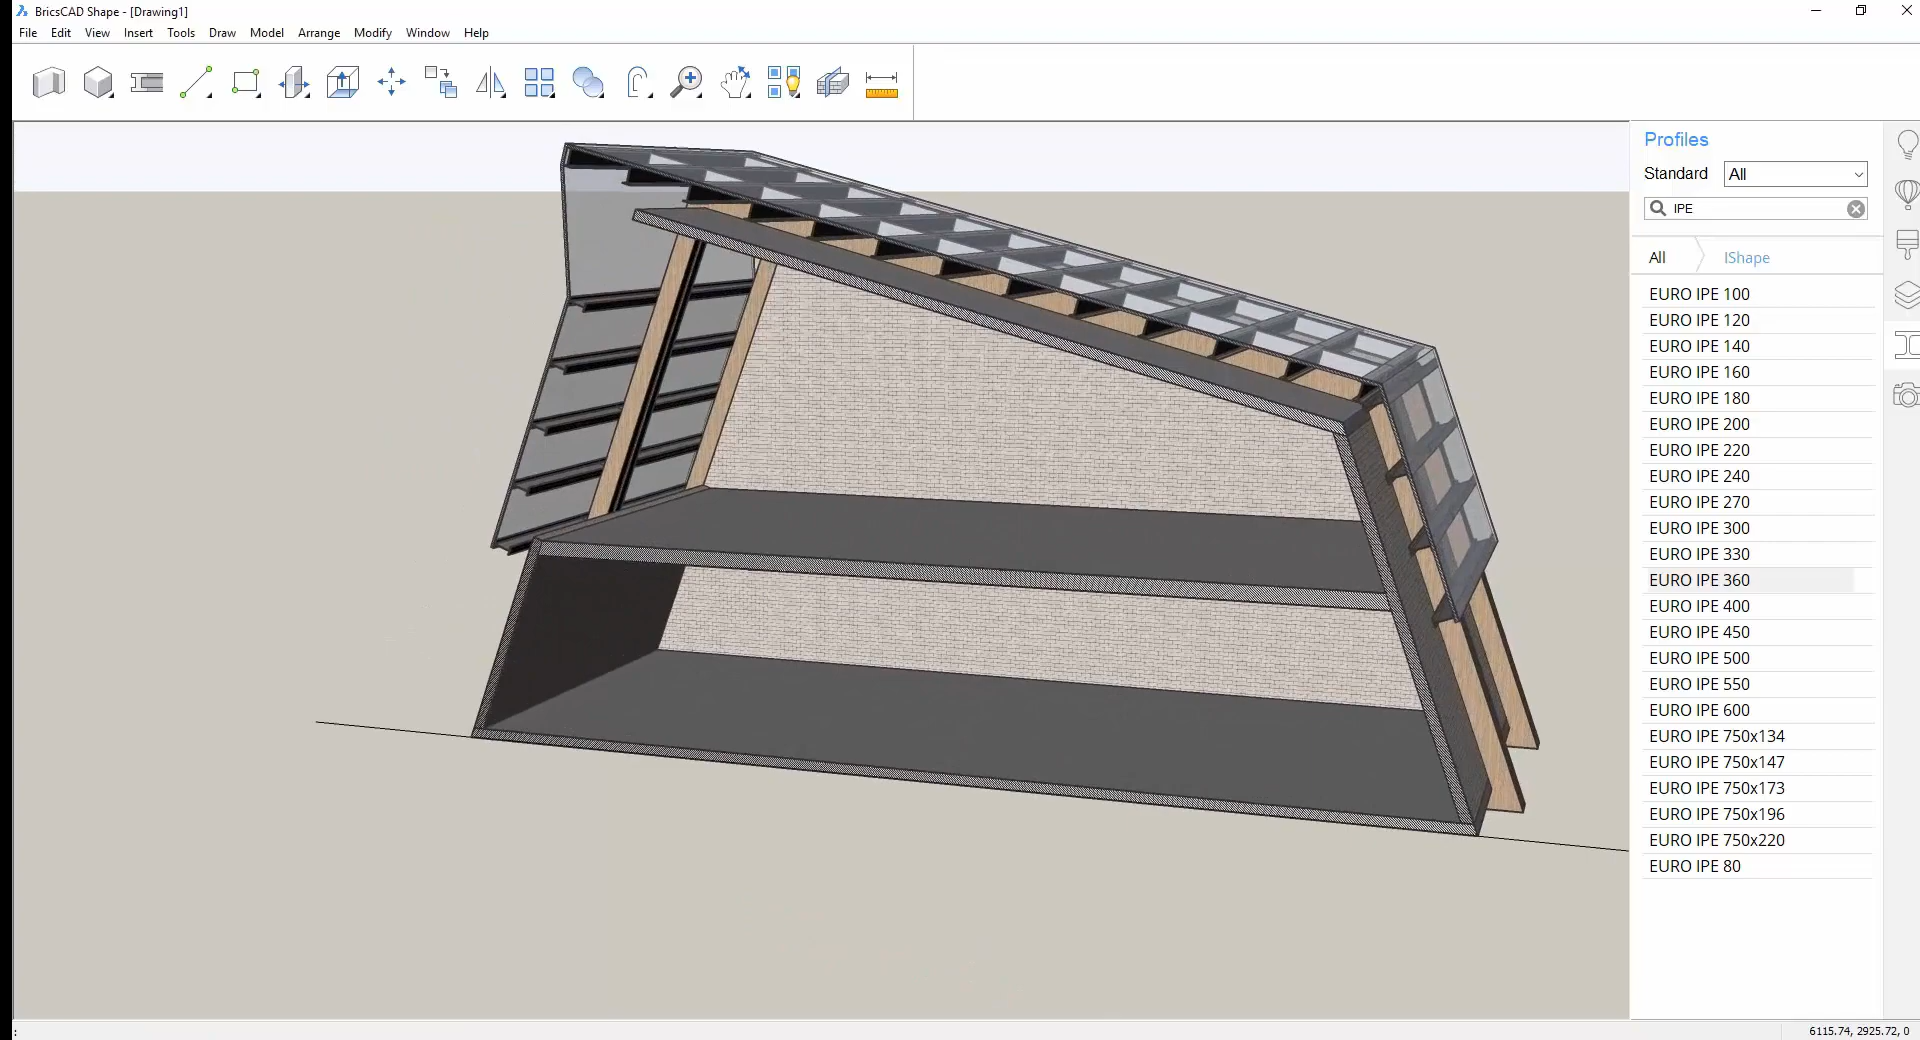 BricsCAD Shape - [Drawing1]
File Edit View Insert Tools Draw Model Arrange Modify Window Help
Profiles
Standard All
IPE
All IShape
EURO IPE 100
EURO IPE 120
EURO IPE 140
EURO IPE 160
EURO IPE 180
EURO IPE 200
EURO IPE 220
EURO IPE 240
EURO IPE 270
EURO IPE 300
EURO IPE 330
EURO IPE 360
EURO IPE 400
EURO IPE 450
EURO IPE 500
EURO IPE 550
EURO IPE 600
EURO IPE 750x134
EURO IPE 750x147
EURO IPE 750x173
EURO IPE 750x196
EURO IPE 750x220
EURO IPE 80
: 6115.74, 2925.72, 0